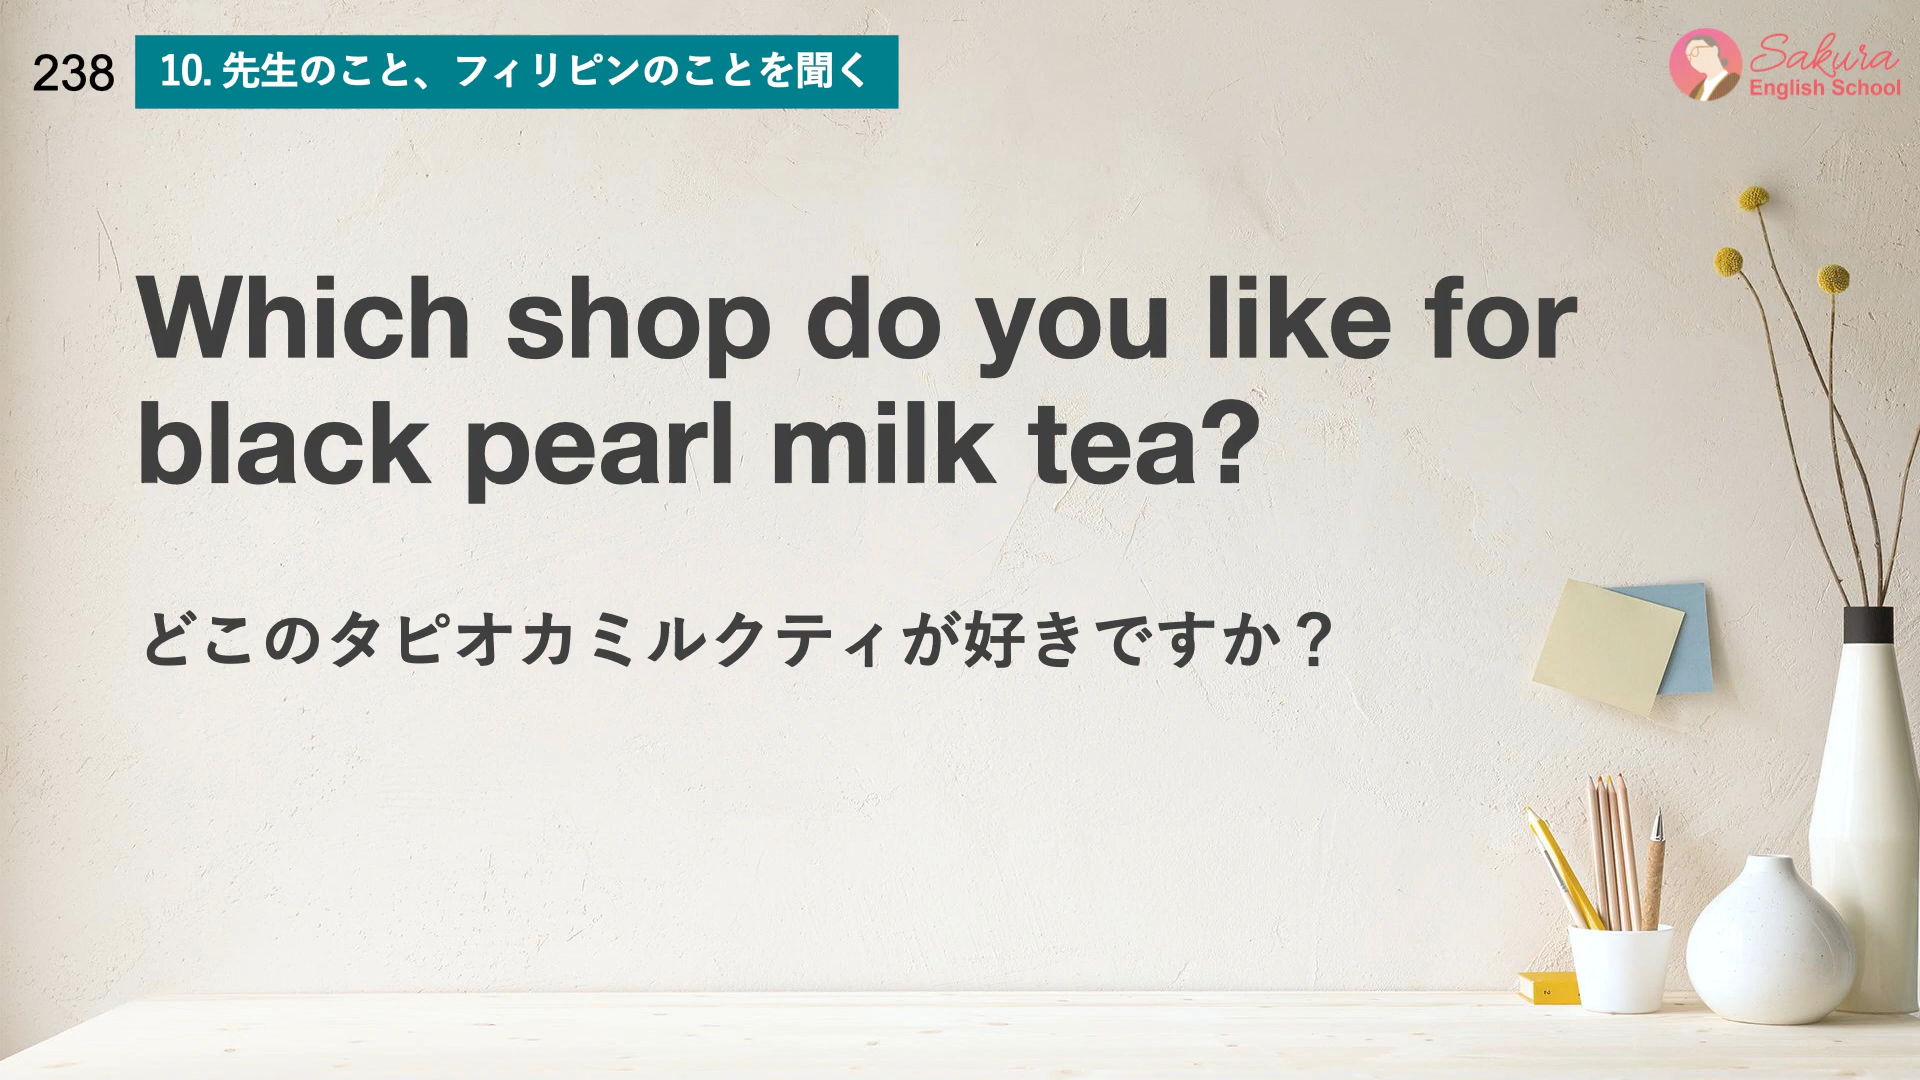 238
10. 先生のこと、フィリピンのことを聞く
Sakura
English School
Which shop do you like for
black pearl milk tea?
どこのタピオカミルクティが好きですか？